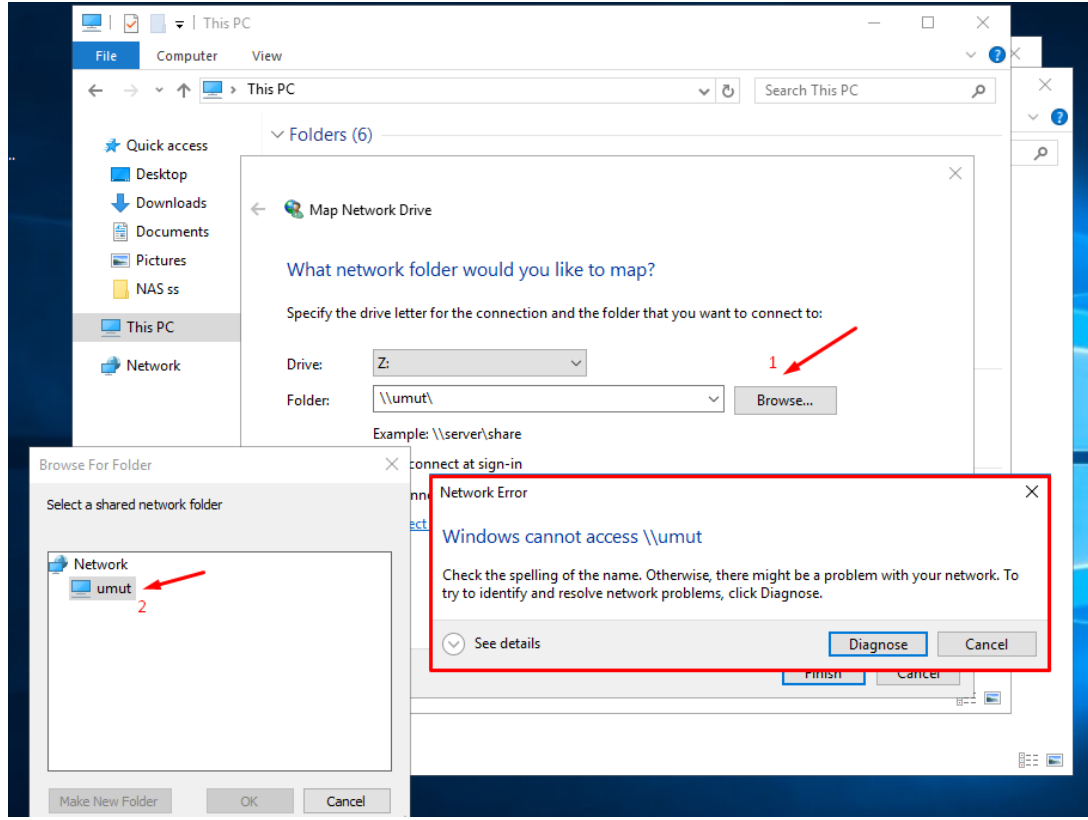 This PC
File Computer View
This PC
Search This PC
Folders (6)
Quick access
Desktop
Downloads
Documents
Pictures
NAS ss
This PC
Network
Map Network Drive
What network folder would you like to map?
Specify the drive letter for the connection and the folder that you want to connect to:
Drive: Z:
1
Folder: \\umut\ Browse...
Example: \\server\share
connect at sign-in
Browse For Folder
Select a shared network folder
Network
umut
2
Make New Folder OK Cancel
Network Error
Windows cannot access \\umut
Check the spelling of the name. Otherwise, there might be a problem with your network. To
try to identify and resolve network problems, click Diagnose.
See details Diagnose Cancel
Finish Cancel